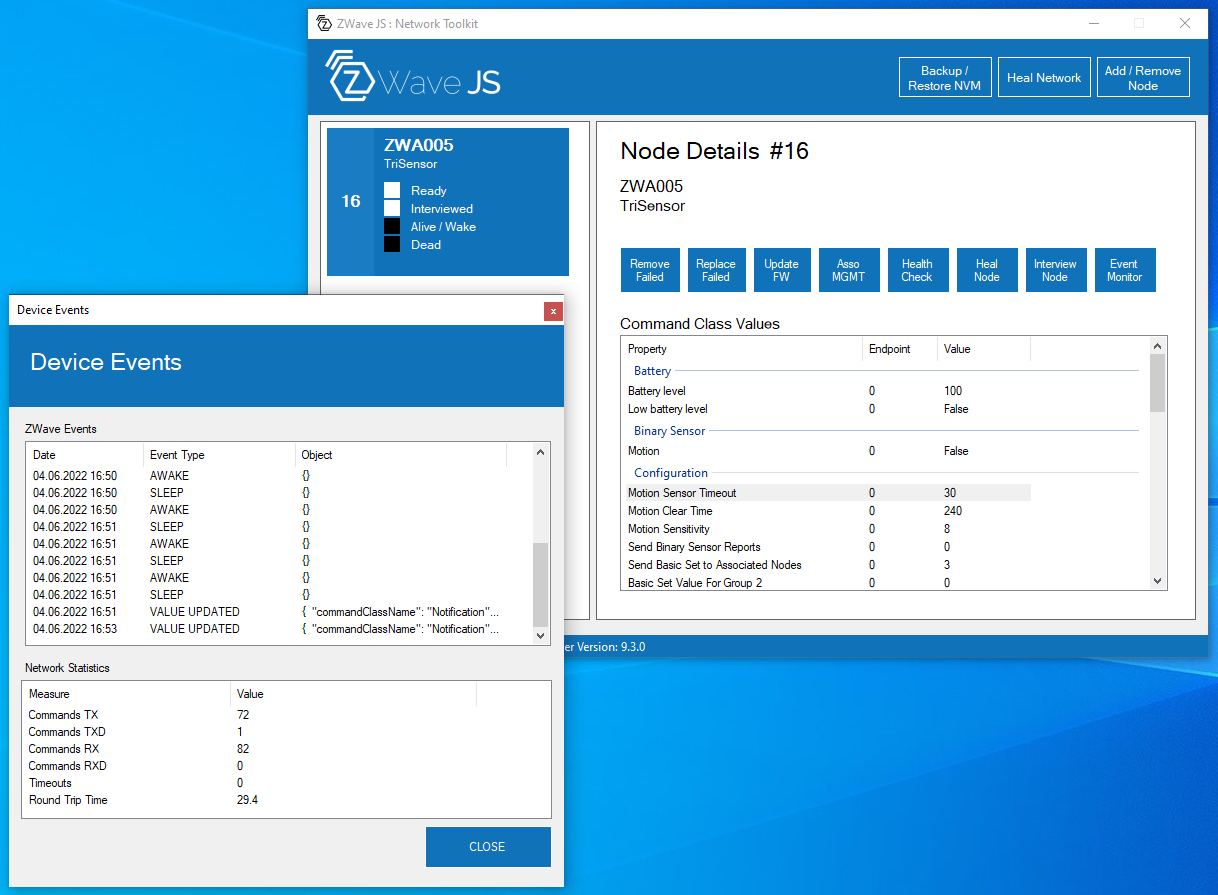 ZWave JS : Network Toolkit
Z Wave JS
Backup /
Restore NVM
Heal Network
Add / Remove
Node
16
ZWA005
TriSensor
Ready
Interviewed
Alive / Wake
Dead
Node Details #16
ZWA005
TriSensor
Remove
Failed
Replace
Failed
Update
FW
Asso
MGMT
Health
Check
Heal
Node
Interview
Node
Event
Monitor
Command Class Values
Property Endpoint Value
Battery
Battery level 0 100
Low battery level 0 False
Binary Sensor
Motion 0 False
Configuration
Motion Sensor Timeout 0 30
Motion Clear Time 0 240
Motion Sensitivity 0 8
Send Binary Sensor Reports 0 0
Send Basic Set to Associated Nodes 0 3
Basic Set Value For Group 2 0 0
er Version: 9.3.0
Device Events
x
Device Events
ZWave Events
Date Event Type Object
04.06.2022 16:50 AWAKE {}
04.06.2022 16:50 SLEEP {}
04.06.2022 16:50 AWAKE {}
04.06.2022 16:51 SLEEP {}
04.06.2022 16:51 AWAKE {}
04.06.2022 16:51 SLEEP {}
04.06.2022 16:51 AWAKE {}
04.06.2022 16:51 SLEEP {}
04.06.2022 16:51 VALUE UPDATED { "commandClassName": "Notification"...
04.06.2022 16:53 VALUE UPDATED { "commandClassName": "Notification"...
Network Statistics
Measure Value
Commands TX 72
Commands TXD 1
Commands RX 82
Commands RXD 0
Timeouts 0
Round Trip Time 29.4
CLOSE